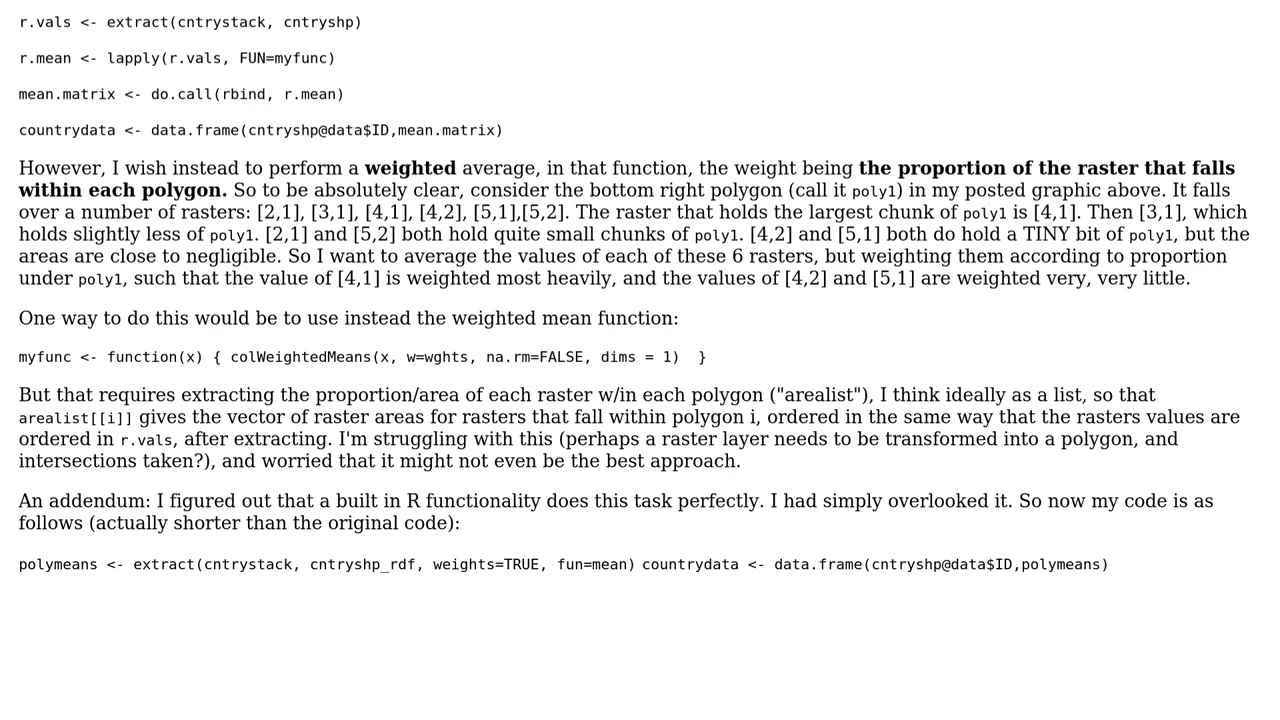 r.vals <- extract(cntrystack, cntryshp)
r.mean <- lapply(r.vals, FUN=myfunc)
mean.matrix <- do.call(rbind, r.mean)
countrydata <- data.frame(cntryshp@data$ID,mean.matrix)
However, I wish instead to perform a weighted average, in that function, the weight being the proportion of the raster that falls
within each polygon. So to be absolutely clear, consider the bottom right polygon (call it poly1) in my posted graphic above. It falls
over a number of rasters: [2,1], [3,1], [4,1], [4,2], [5,1],[5,2]. The raster that holds the largest chunk of poly1 is [4,1]. Then [3,1], which
holds slightly less of poly1. [2,1] and [5,2] both hold quite small chunks of poly1. [4,2] and [5,1] both do hold a TINY bit of poly1, but the
areas are close to negligible. So I want to average the values of each of these 6 rasters, but weighting them according to proportion
under poly1, such that the value of [4,1] is weighted most heavily, and the values of [4,2] and [5,1] are weighted very, very little.
One way to do this would be to use instead the weighted mean function:
myfunc <- function(x) { colWeightedMeans(x, w=wghts, na.rm=FALSE, dims = 1)  }
But that requires extracting the proportion/area of each raster w/in each polygon ("arealist"), I think ideally as a list, so that
arealist[[i]] gives the vector of raster areas for rasters that fall within polygon i, ordered in the same way that the rasters values are
ordered in r.vals, after extracting. I'm struggling with this (perhaps a raster layer needs to be transformed into a polygon, and
intersections taken?), and worried that it might not even be the best approach.
An addendum: I figured out that a built in R functionality does this task perfectly. I had simply overlooked it. So now my code is as
follows (actually shorter than the original code):
polymeans <- extract(cntrystack, cntryshp_rdf, weights=TRUE, fun=mean) countrydata <- data.frame(cntryshp@data$ID,polymeans)